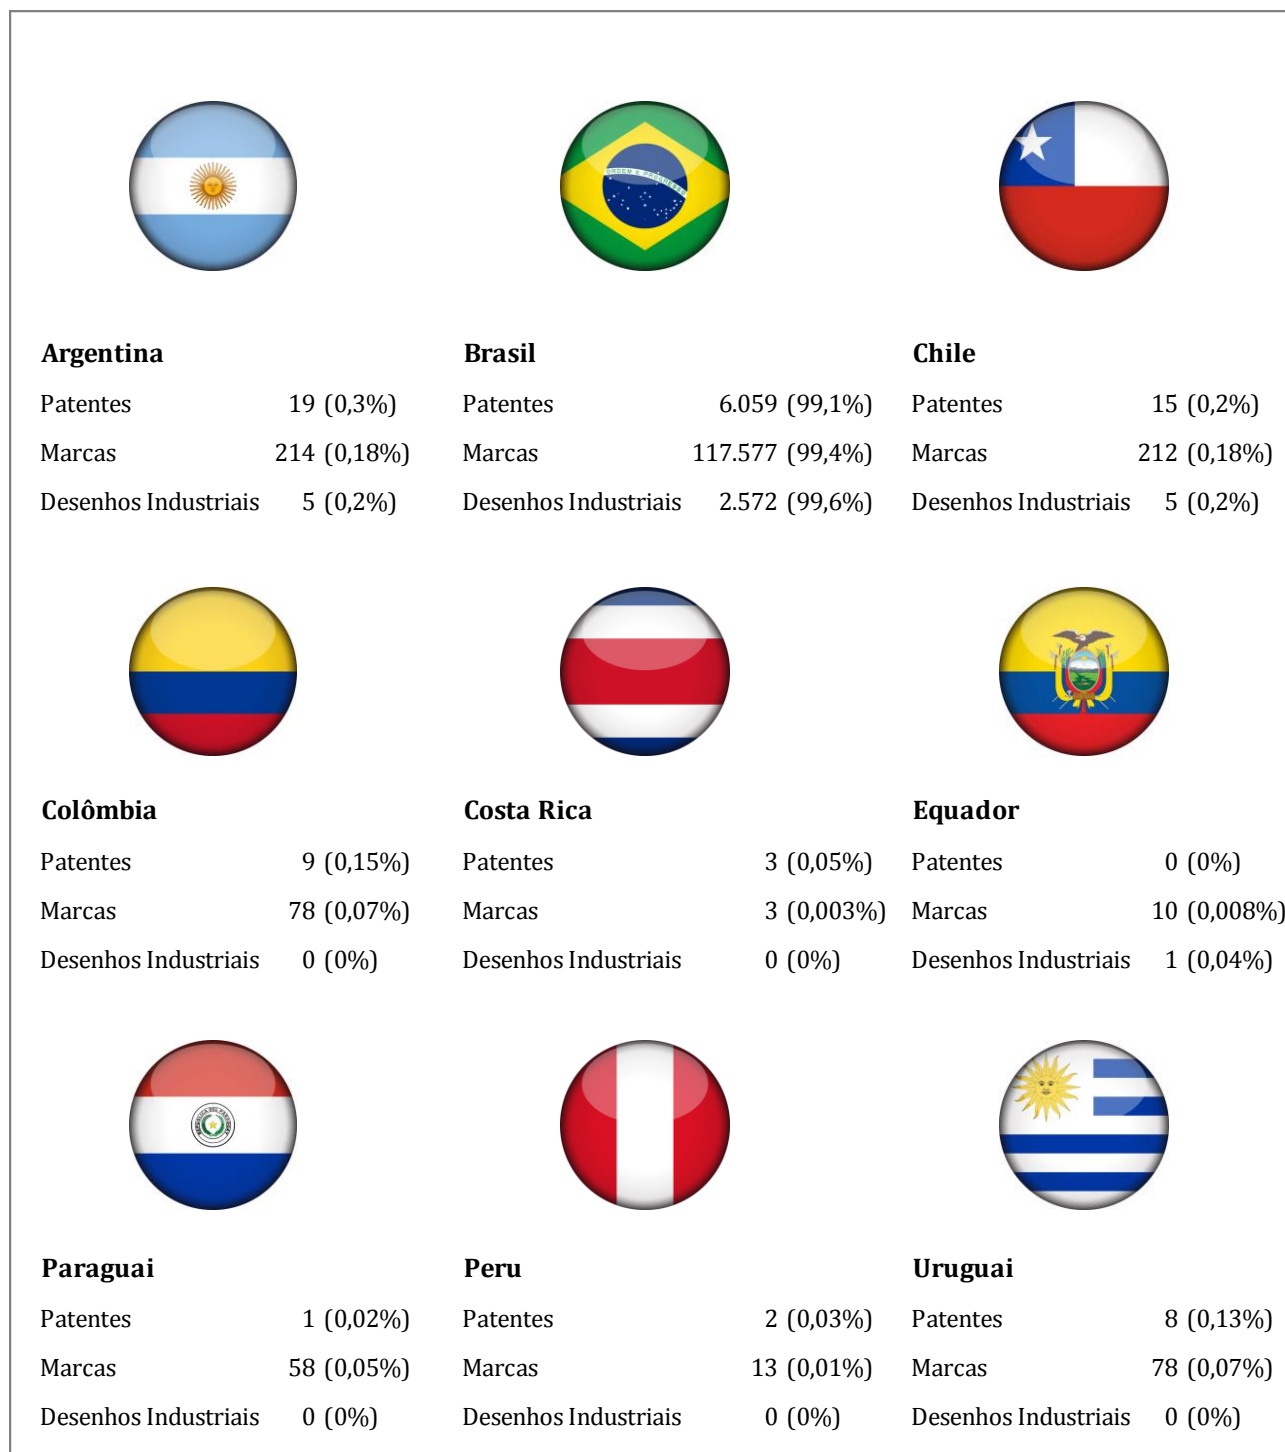 ORDEM E PROGRESSO
Argentina
Patentes 19 (0,3%)
Marcas 214 (0,18%)
Desenhos Industriais 5 (0,2%)
Brasil
Patentes 6.059 (99,1%)
Marcas 117.577 (99,4%)
Desenhos Industriais 2.572 (99,6%)
Chile
Patentes 15 (0,2%)
Marcas 212 (0,18%)
Desenhos Industriais 5 (0,2%)
Colômbia
Patentes 9 (0,15%)
Marcas 78 (0,07%)
Desenhos Industriais 0 (0%)
Costa Rica
Patentes 3 (0,05%)
Marcas 3 (0,003%)
Desenhos Industriais 0 (0%)
Equador
Patentes 0 (0%)
Marcas 10 (0,008%)
Desenhos Industriais 1 (0,04%)
REPUBLICA DEL PARAGUAY
Paraguai
Patentes 1 (0,02%)
Marcas 58 (0,05%)
Desenhos Industriais 0 (0%)
Peru
Patentes 2 (0,03%)
Marcas 13 (0,01%)
Desenhos Industriais 0 (0%)
Uruguai
Patentes 8 (0,13%)
Marcas 78 (0,07%)
Desenhos Industriais 0 (0%)